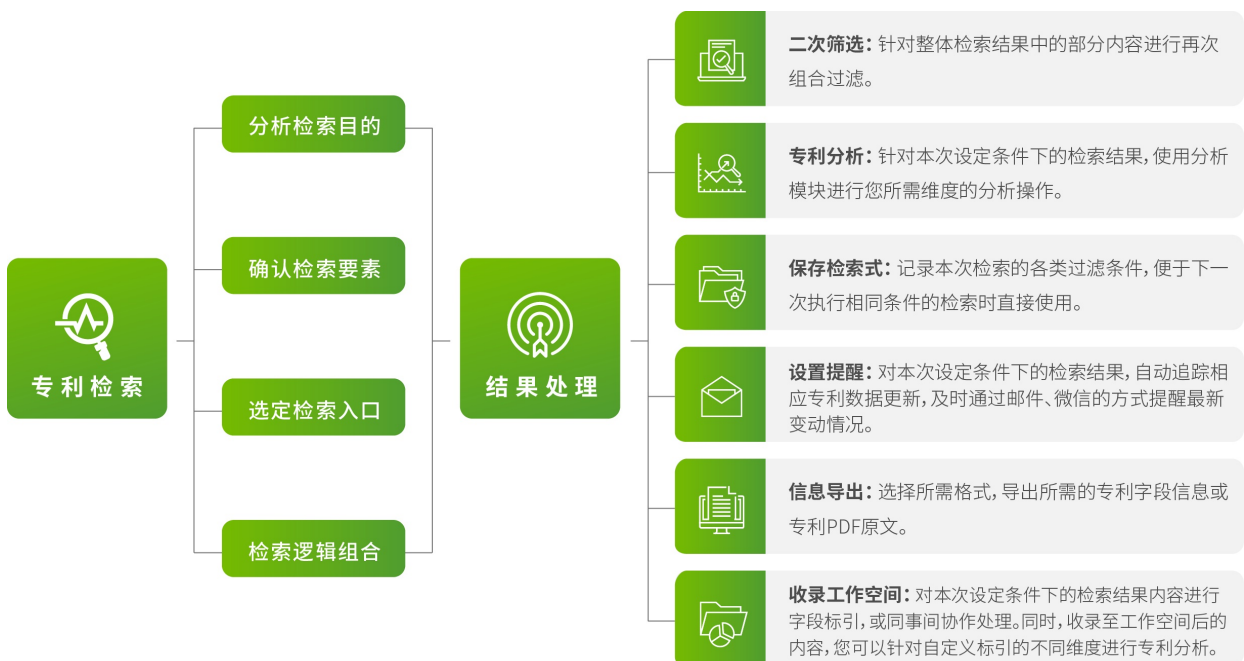 专利检索
分析检索目的
确认检索要素
选定检索入口
检索逻辑组合
结果处理
二次筛选：针对整体检索结果中的部分内容进行再次
组合过滤。
专利分析：针对本次设定条件下的检索结果，使用分析
模块进行您所需维度的分析操作。
保存检索式：记录本次检索的各类过滤条件，便于下一
次执行相同条件的检索时直接使用。
设置提醒：对本次设定条件下的检索结果，自动追踪相
应专利数据更新，及时通过邮件、微信的方式提醒最新
变动情况。
信息导出：选择所需格式，导出所需的专利字段信息或
专利PDF原文。
收录工作空间：对本次设定条件下的检索结果内容进行
字段标引，或同事间协作处理。同时，收录至工作空间后的
内容，您可以针对自定义标引的不同维度进行专利分析。